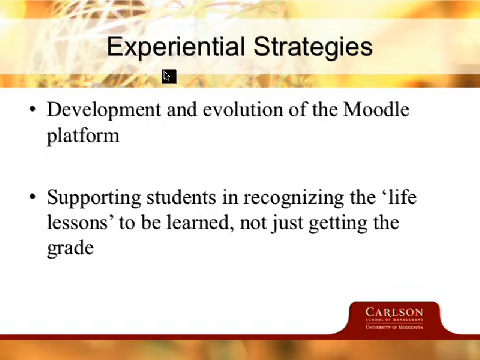 Experiential Strategies
• Development and evolution of the Moodle
platform
• Supporting students in recognizing the ‘life
lessons’ to be learned, not just getting the
grade
CARLSON
SCHOOL OF MANAGEMENT
UNIVERSITY OF MINNESOTA